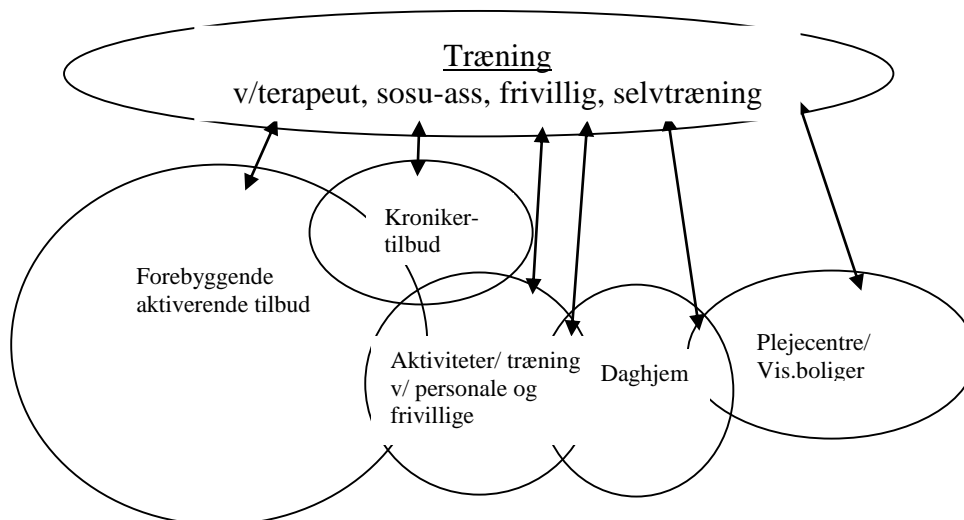 Træning
v/terapeut, sosu-ass, frivillig, selvtræning
Kroniker-
tilbud
Forebyggende
aktiverende tilbud
Aktiviteter/ træning
v/ personale og
frivillige
Daghjem
Plejecentre/
Vis.boliger